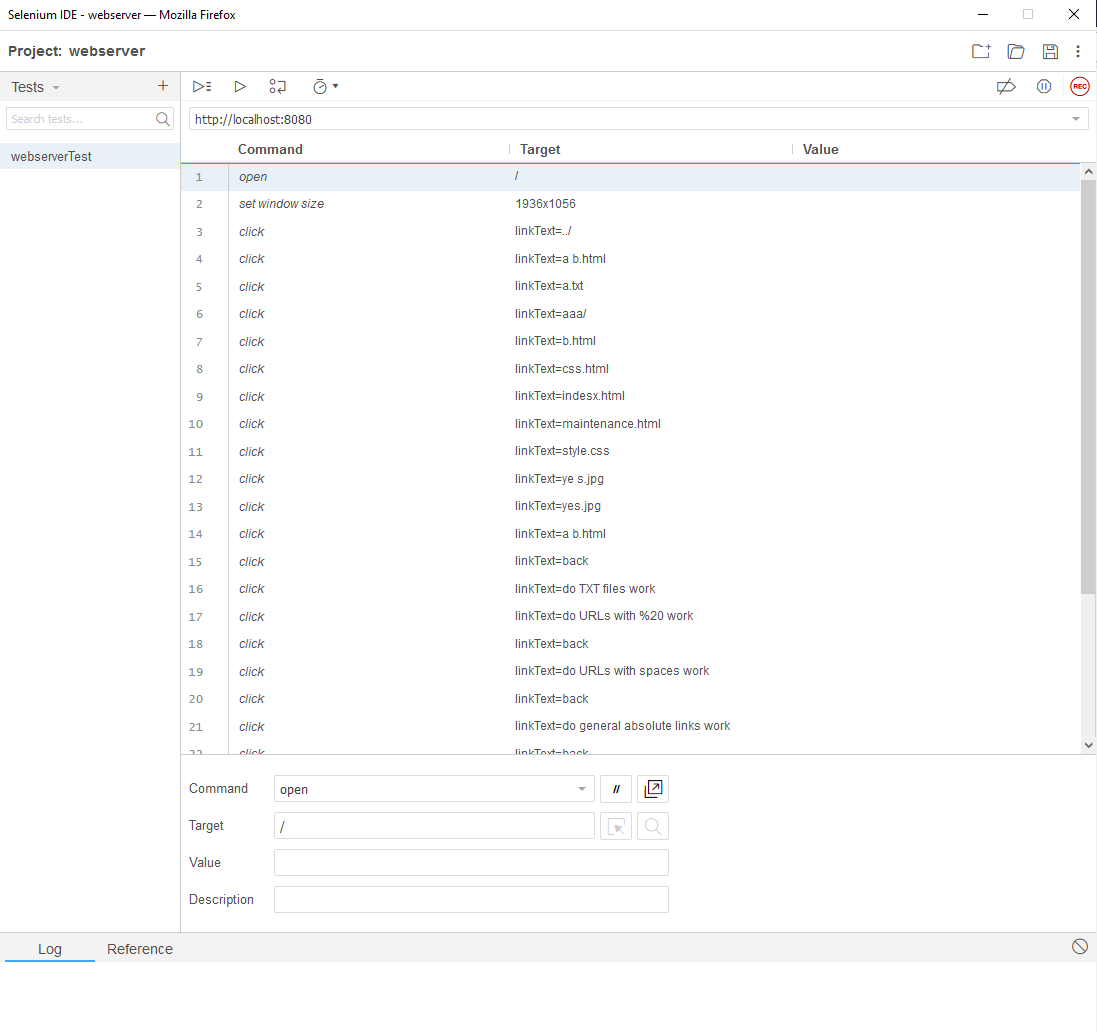 Selenium IDE - webserver — Mozilla Firefox
Project: webserver
Tests
+
REC
Search tests...
http://localhost:8080
webserverTest
Command Target Value
1 open /
2 set window size 1936x1056
3 click linkText=../
4 click linkText=a b.html
5 click linkText=a.txt
6 click linkText=aaa/
7 click linkText=b.html
8 click linkText=css.html
9 click linkText=indesx.html
10 click linkText=maintenance.html
11 click linkText=style.css
12 click linkText=ye s.jpg
13 click linkText=yes.jpg
14 click linkText=a b.html
15 click linkText=back
16 click linkText=do TXT files work
17 click linkText=do URLs with %20 work
18 click linkText=back
19 click linkText=do URLs with spaces work
20 click linkText=back
21 click linkText=do general absolute links work
22 click linkText=back
Command open //
Target /
Value
Description
Log Reference